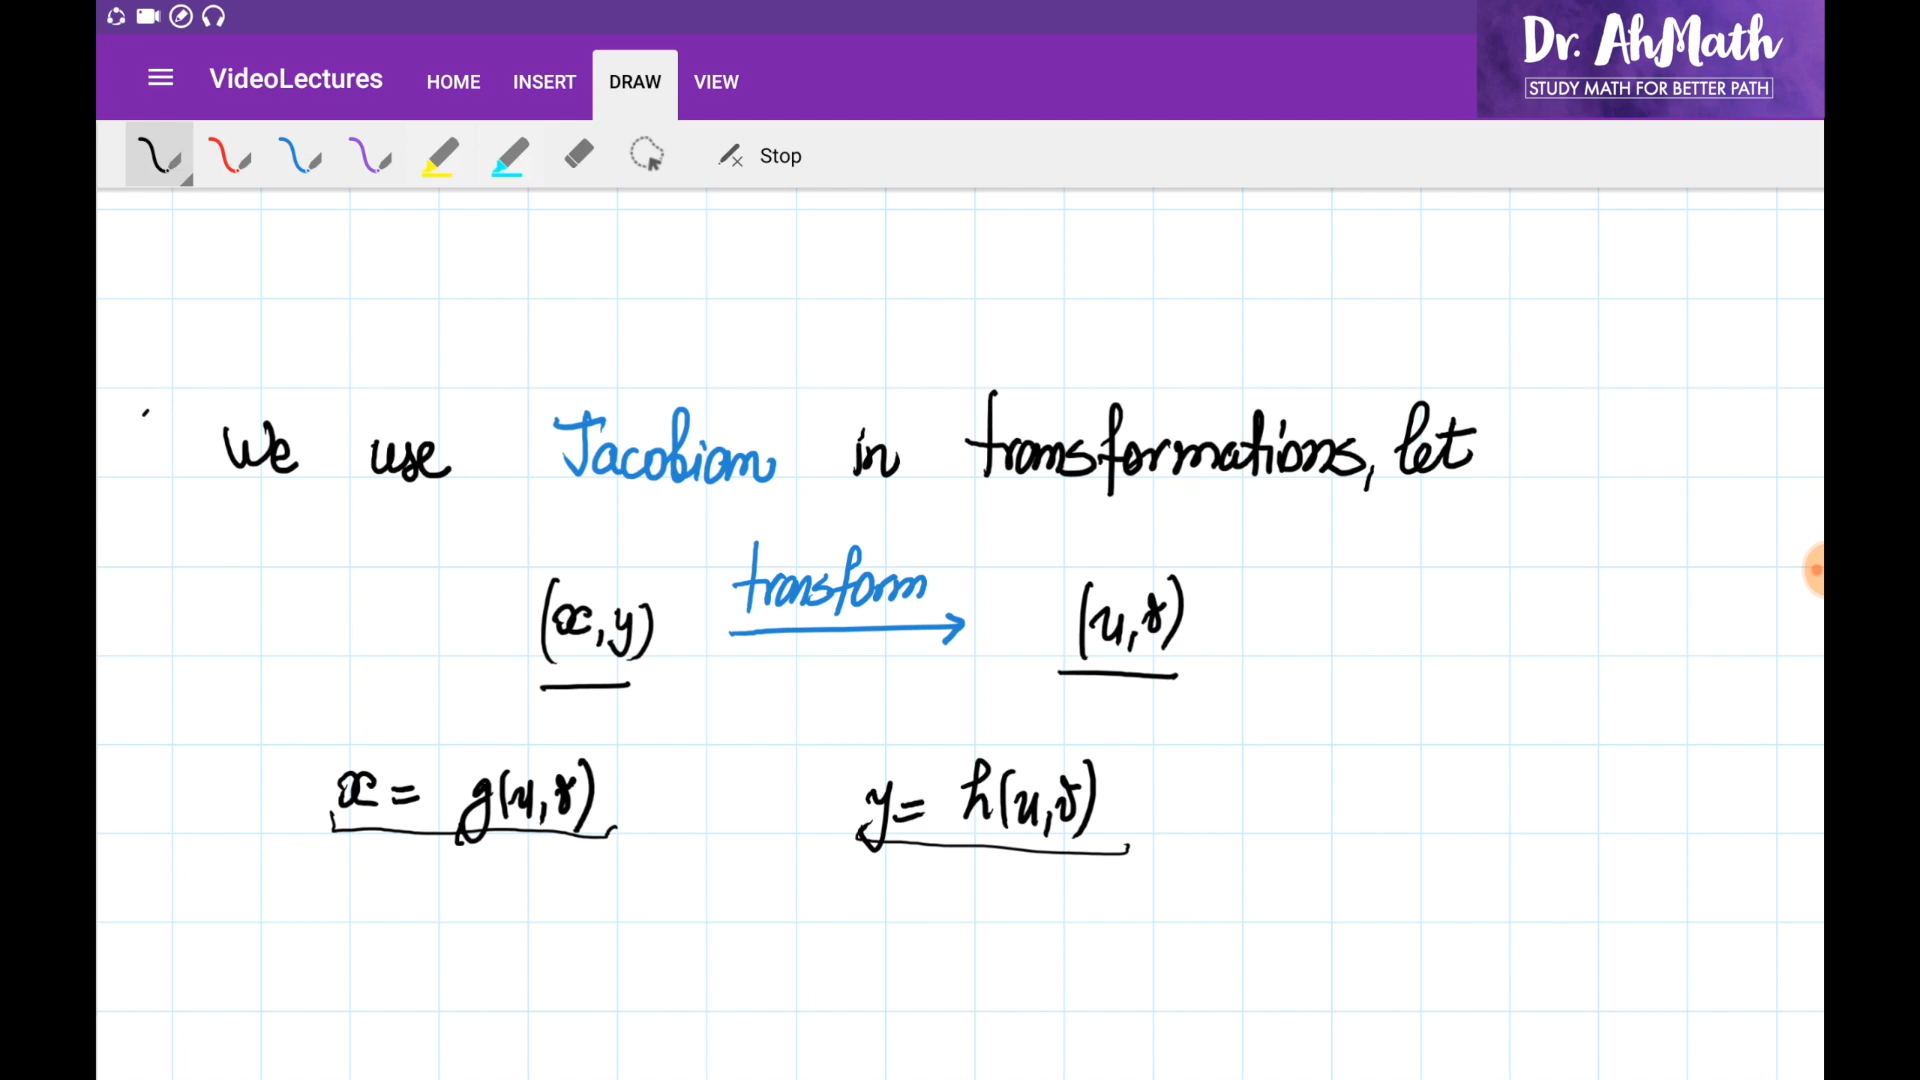 Dr. AhMath
STUDY MATH FOR BETTER PATH
VideoLectures HOME INSERT DRAW VIEW
Stop
We use Jacobian in transformations, let
(x,y) transform (u,v)
x = g(u,v) y = h(u,v)